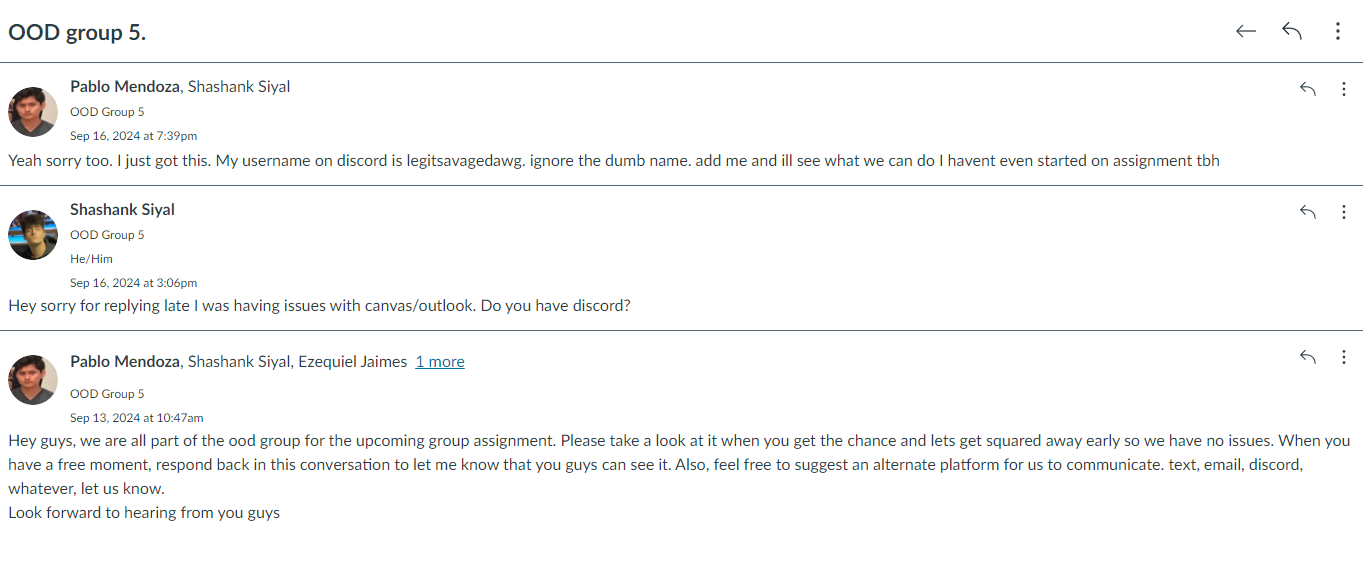 OOD group 5.
Pablo Mendoza, Shashank Siyal
OOD Group 5
Sep 16, 2024 at 7:39pm
Yeah sorry too. I just got this. My username on discord is legitsavagedawg. ignore the dumb name. add me and ill see what we can do I havent even started on assignment tbh
Shashank Siyal
OOD Group 5
He/Him
Sep 16, 2024 at 3:06pm
Hey sorry for replying late I was having issues with canvas/outlook. Do you have discord?
Pablo Mendoza, Shashank Siyal, Ezequiel Jaimes 1 more
OOD Group 5
Sep 13, 2024 at 10:47am
Hey guys, we are all part of the ood group for the upcoming group assignment. Please take a look at it when you get the chance and lets get squared away early so we have no issues. When you
have a free moment, respond back in this conversation to let me know that you guys can see it. Also, feel free to suggest an alternate platform for us to communicate. text, email, discord,
whatever, let us know.
Look forward to hearing from you guys